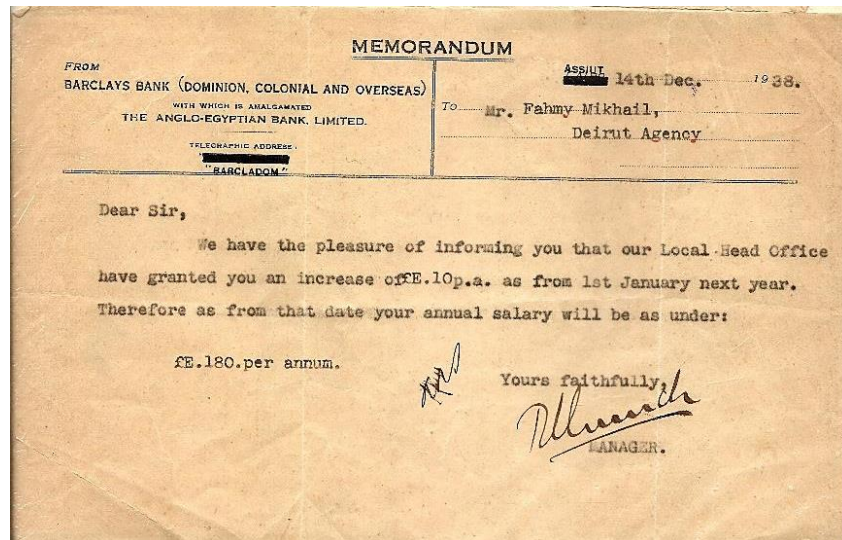 MEMORANDUM
FROM
BARCLAYS BANK (DOMINION, COLONIAL AND OVERSEAS)
WITH WHICH IS AMALGAMATED
THE ANGLO-EGYPTIAN BANK, LIMITED.
TELEGRAPHIC ADDRESS:
"BARCLADOM"
ASSIUT 14th Dec. 1938.
To Mr. Fahmy Mikhail,
Deirut Agency
Dear Sir,
We have the pleasure of informing you that our Local Head Office
have granted you an increase of£E.10p.a. as from 1st January next year.
Therefore as from that date your annual salary will be as under:
£E.180.per annum.
Yours faithfully,
MANAGER.